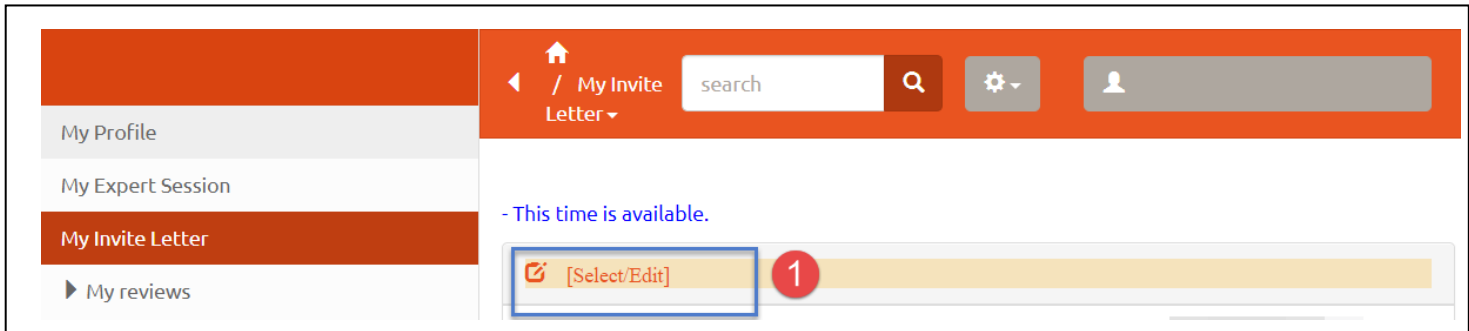 My Profile
My Expert Session
My Invite Letter
My reviews
/ My Invite
Letter
search
- This time is available.
[Select/Edit]
1